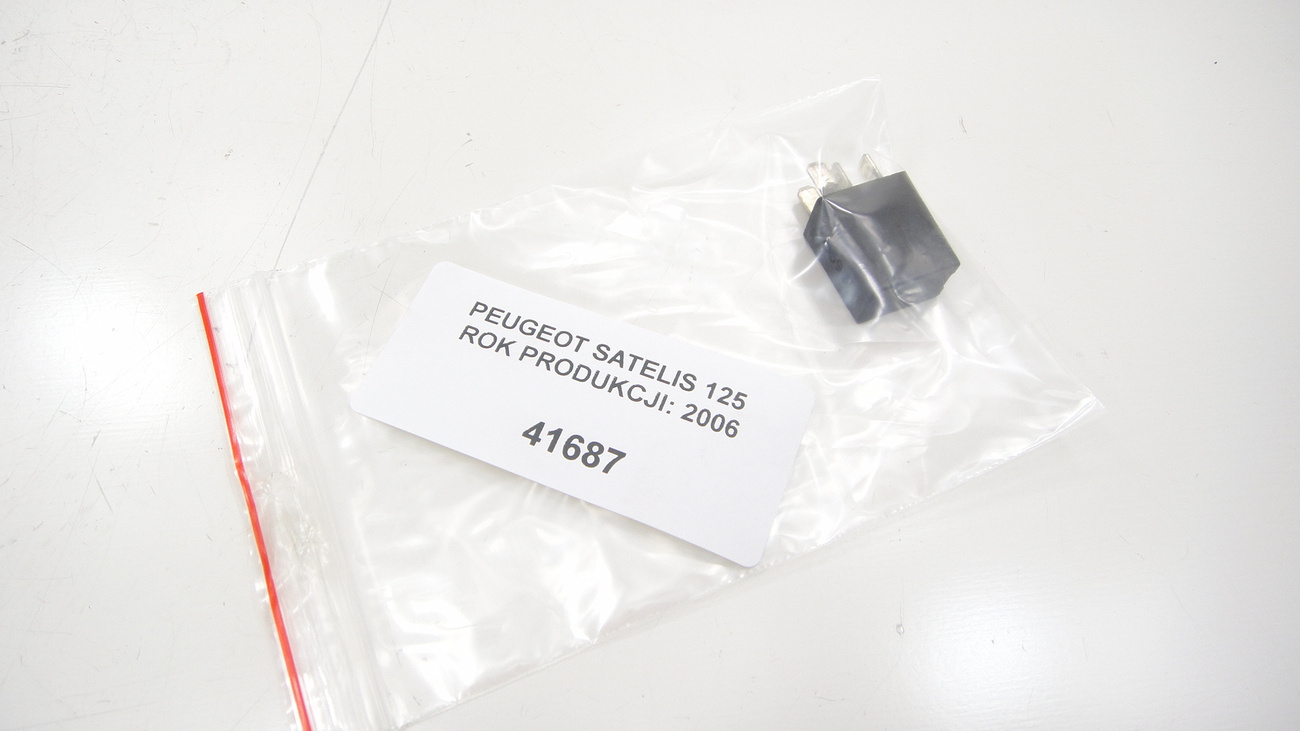 PEUGEOT SATELIS 125
ROK PRODUKCJI: 2006
41687